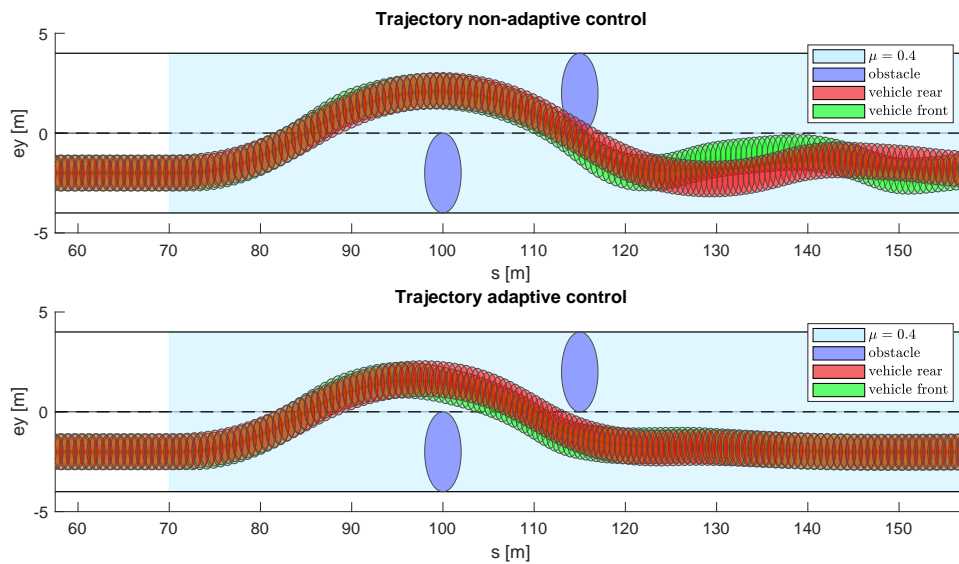 Trajectory non-adaptive control
5
0
-5
ey [m]
60 70 80 90 100 110 120 130 140 150
s [m]
μ = 0.4
obstacle
vehicle rear
vehicle front
Trajectory adaptive control
5
0
-5
ey [m]
60 70 80 90 100 110 120 130 140 150
s [m]
μ = 0.4
obstacle
vehicle rear
vehicle front